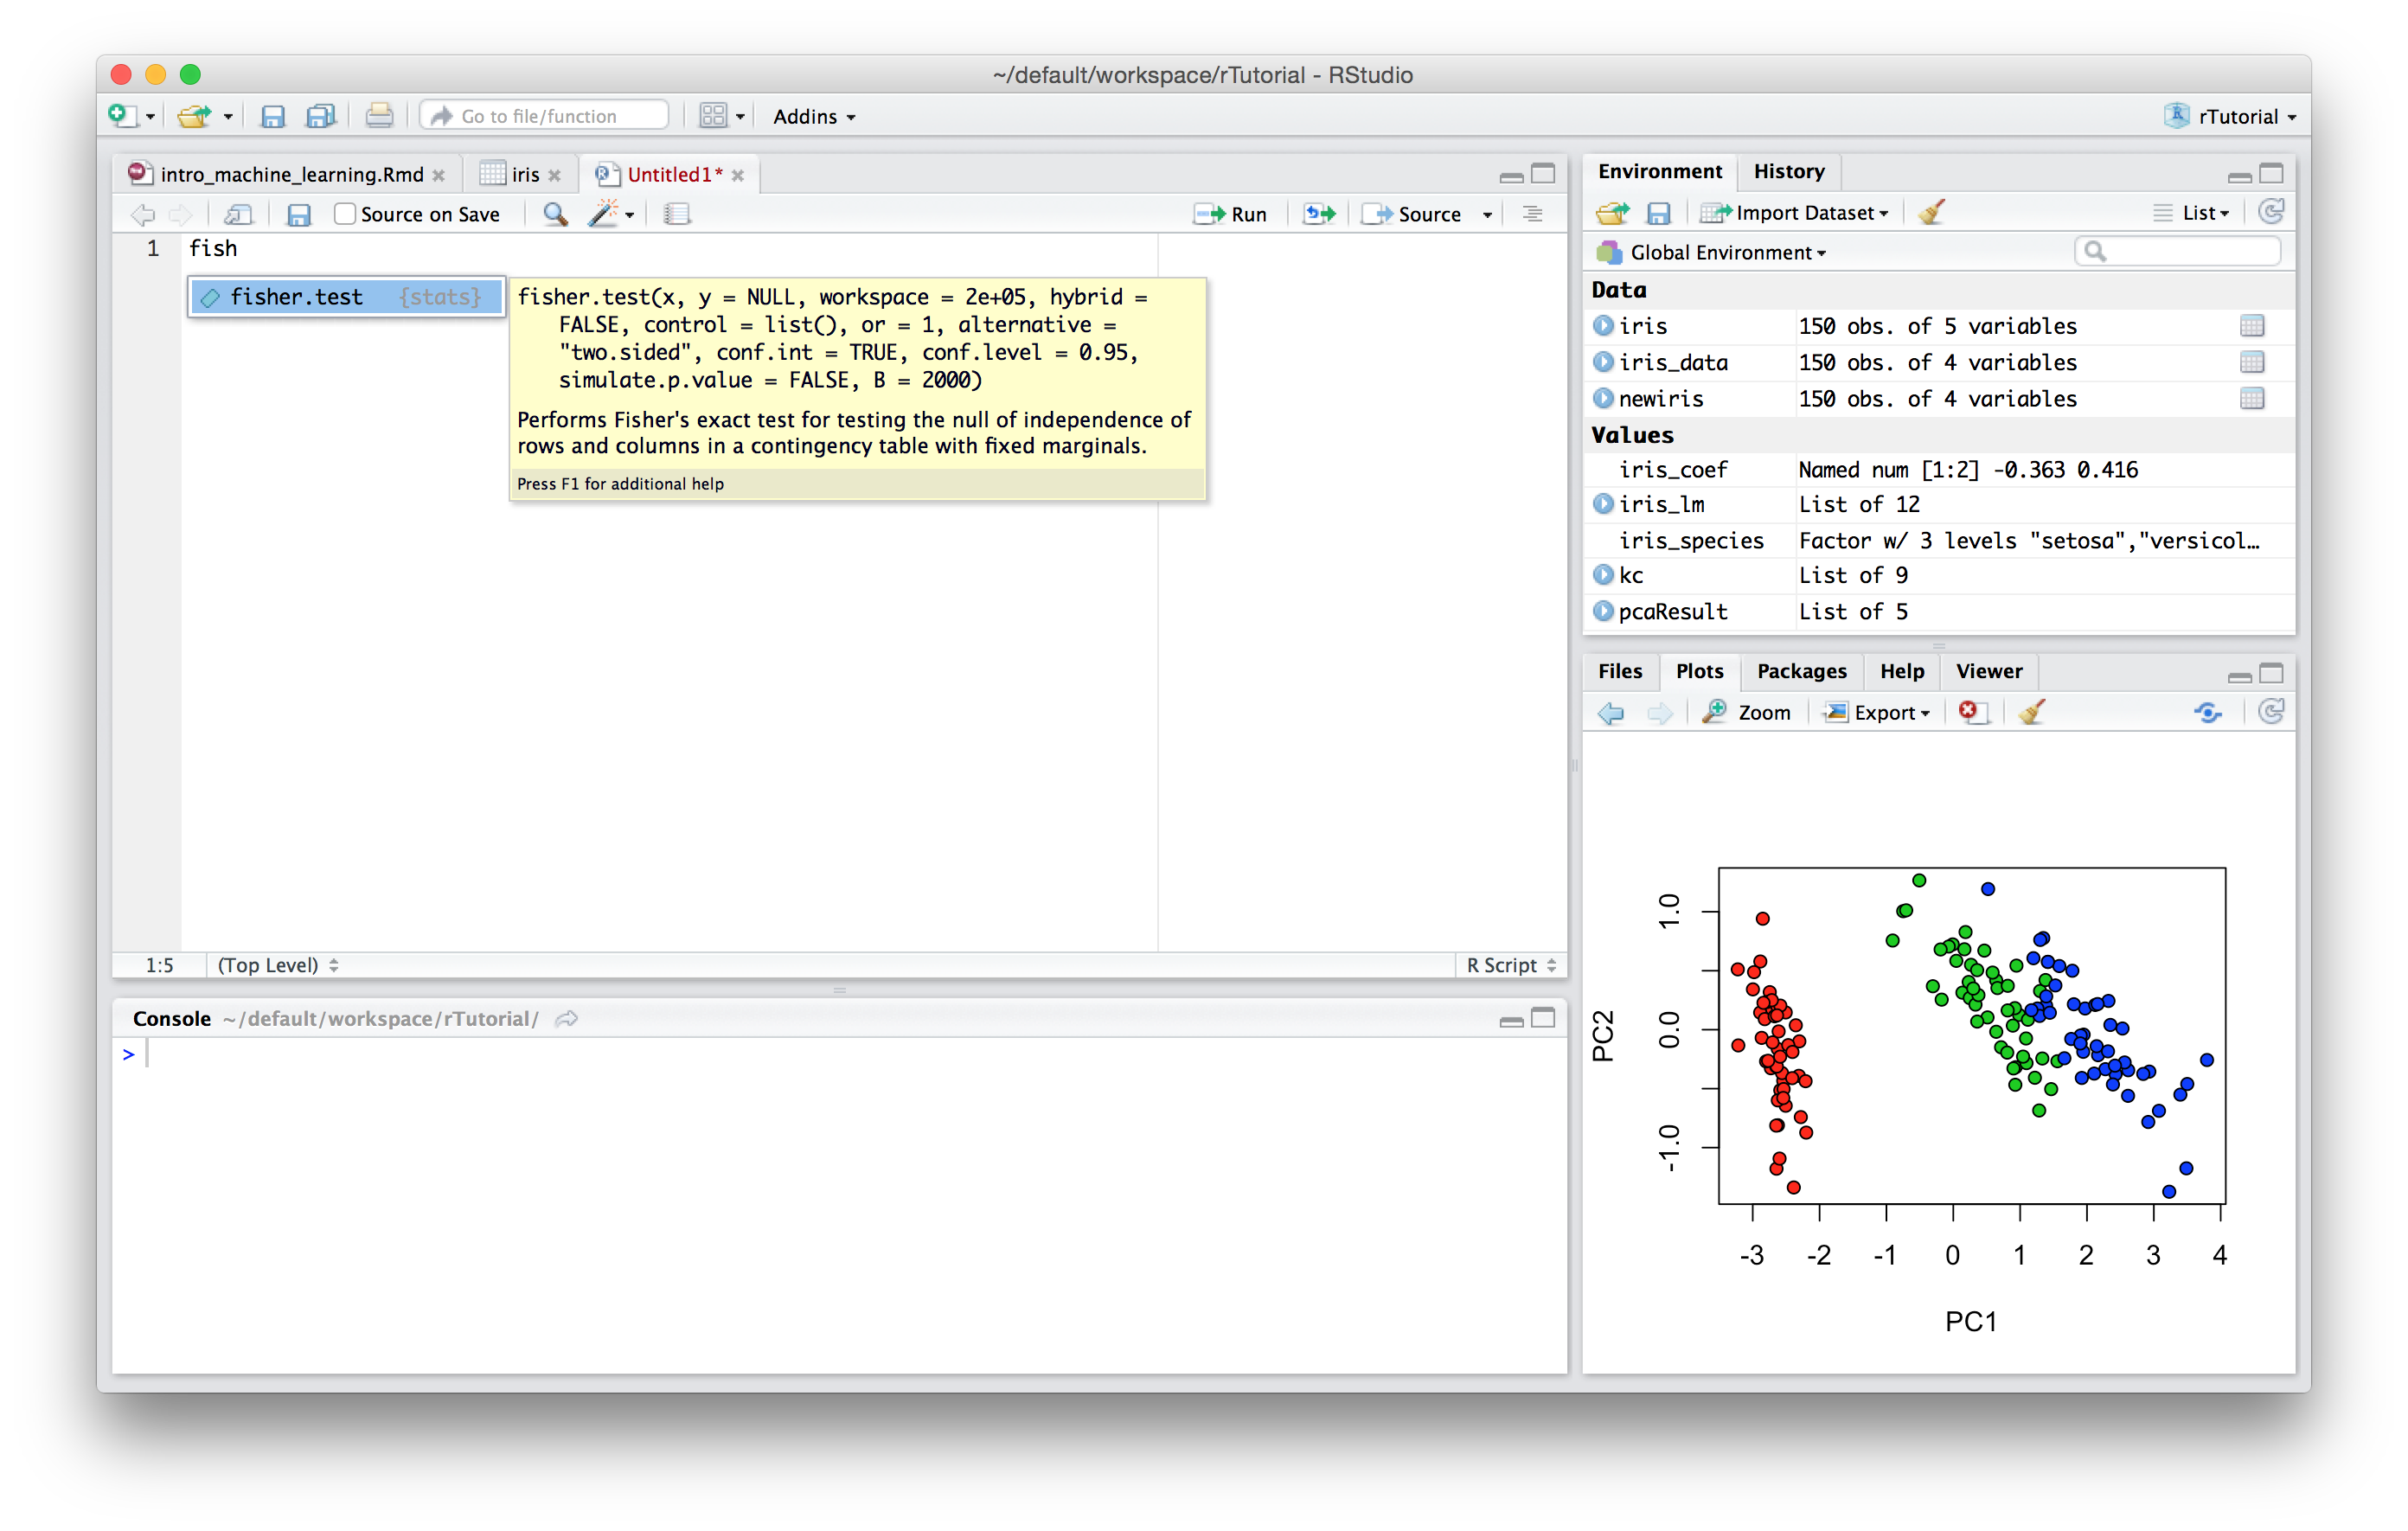 ~/default/workspace/rTutorial - RStudio
Go to file/function
Addins
rTutorial
intro_machine_learning.Rmd
iris
Untitled1*
Source on Save
Run
Source
1 fish
fisher.test {stats}
fisher.test(x, y = NULL, workspace = 2e+05, hybrid =
FALSE, control = list(), or = 1, alternative =
"two.sided", conf.int = TRUE, conf.level = 0.95,
simulate.p.value = FALSE, B = 2000)
Performs Fisher's exact test for testing the null of independence of
rows and columns in a contingency table with fixed marginals.
Press F1 for additional help
1:5 (Top Level) R Script
Console ~/default/workspace/rTutorial/
>
Environment History
Import Dataset List
Global Environment
Data
iris 150 obs. of 5 variables
iris_data 150 obs. of 4 variables
newiris 150 obs. of 4 variables
Values
iris_coef Named num [1:2] -0.363 0.416
iris_lm List of 12
iris_species Factor w/ 3 levels "setosa","versicol…
kc List of 9
pcaResult List of 5
Files Plots Packages Help Viewer
Zoom Export
PC2
1.0
0.0
-1.0
-3 -2 -1 0 1 2 3 4
PC1